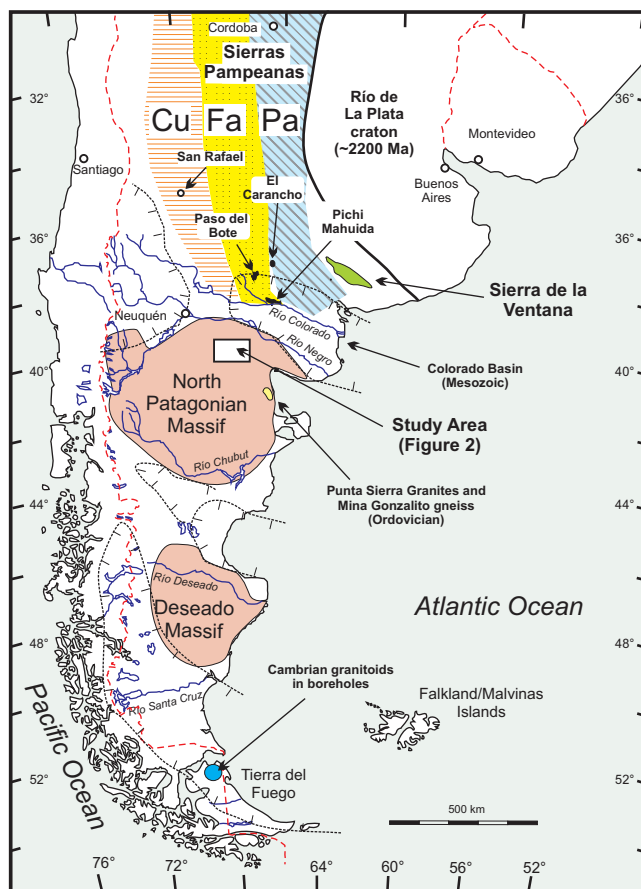 Cordoba
Sierras
Pampeanas
32°
36°
Río de
La Plata
craton
(~2200 Ma)
Cu
Fa
Pa
Montevideo
San Rafael
Santiago
El
Carancho
Buenos
Aires
Paso del
Bote
Pichi
Mahuida
36°
40°
Sierra de la
Ventana
Neuquén
Río Colorado
Rio Negro
Colorado Basin
(Mesozoic)
40°
44°
North
Patagonian
Massif
Study Area
(Figure 2)
Río Chubut
Punta Sierra Granites and
Mina Gonzalito gneiss
(Ordovician)
44°
48°
Río Deseado
Deseado
Massif
Atlantic Ocean
48°
Cambrian granitoids
in boreholes
Río Santa Cruz
Falkland/Malvinas
Islands
Pacific Ocean
52°
52°
Tierra del
Fuego
500 km
76°
72°
68°
64°
60°
56°
52°